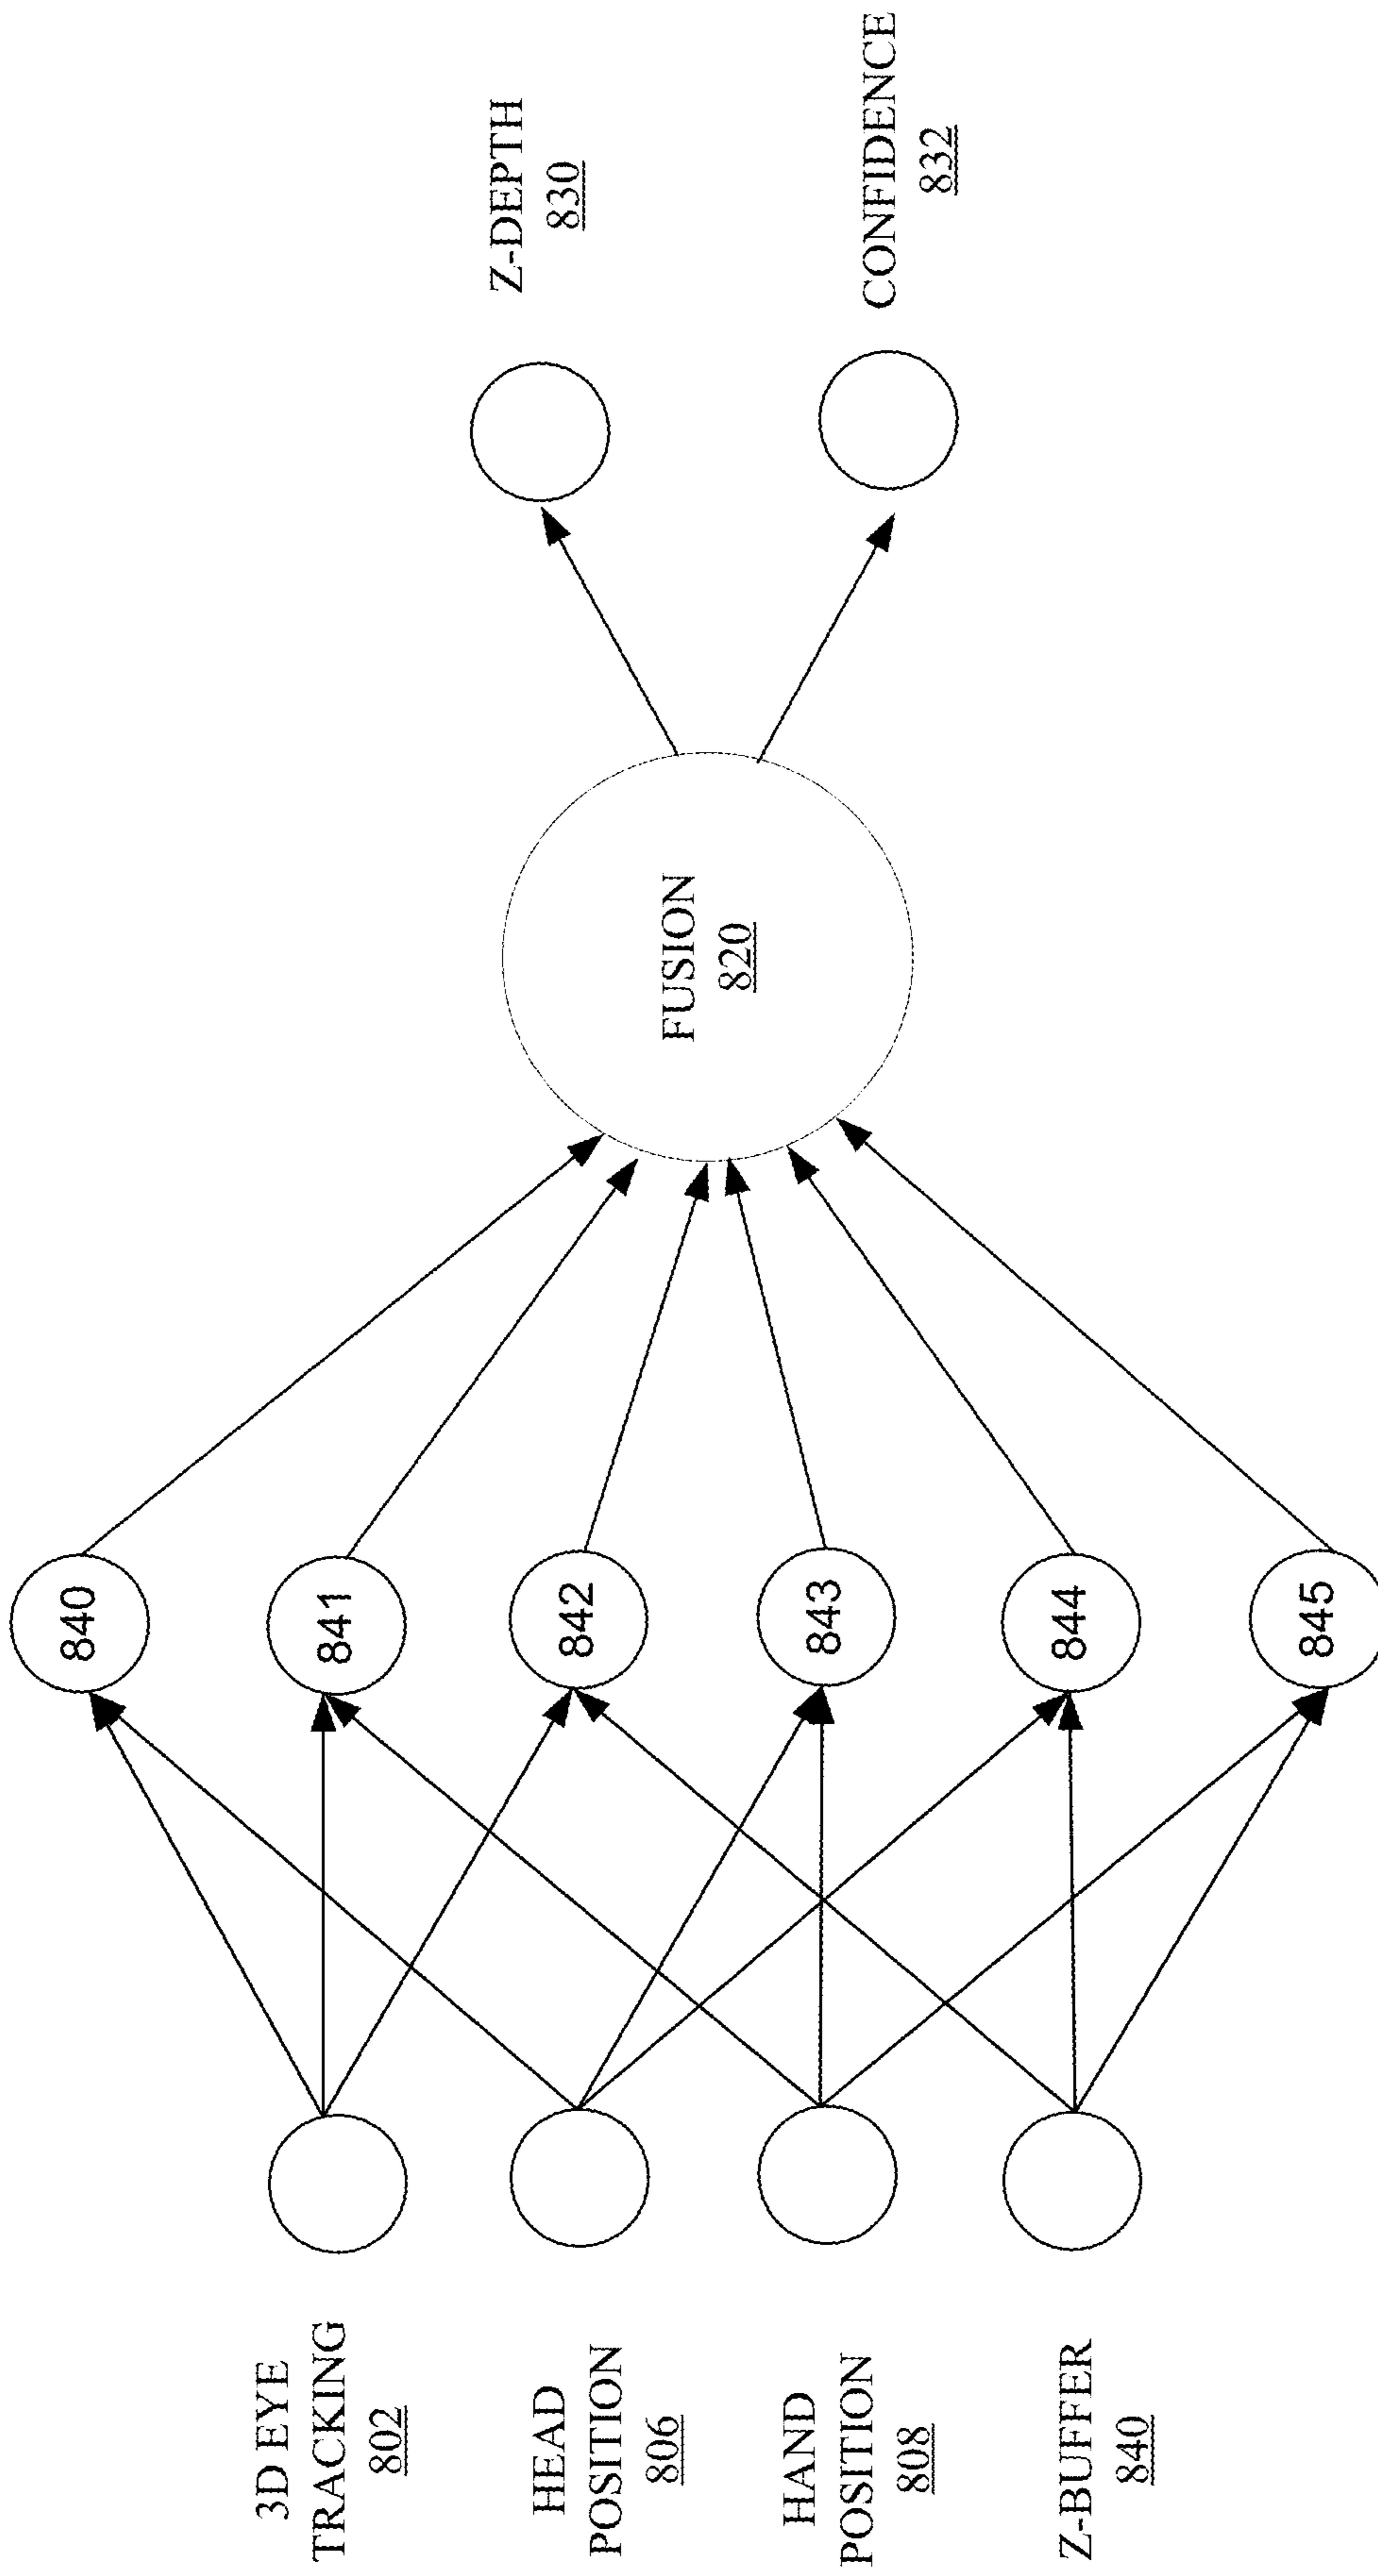 3D EYE
TRACKING
802
HEAD
POSITION
806
HAND
POSITION
808
Z-BUFFER
840
840
841
842
843
844
845
FUSION
820
Z-DEPTH
830
CONFIDENCE
832